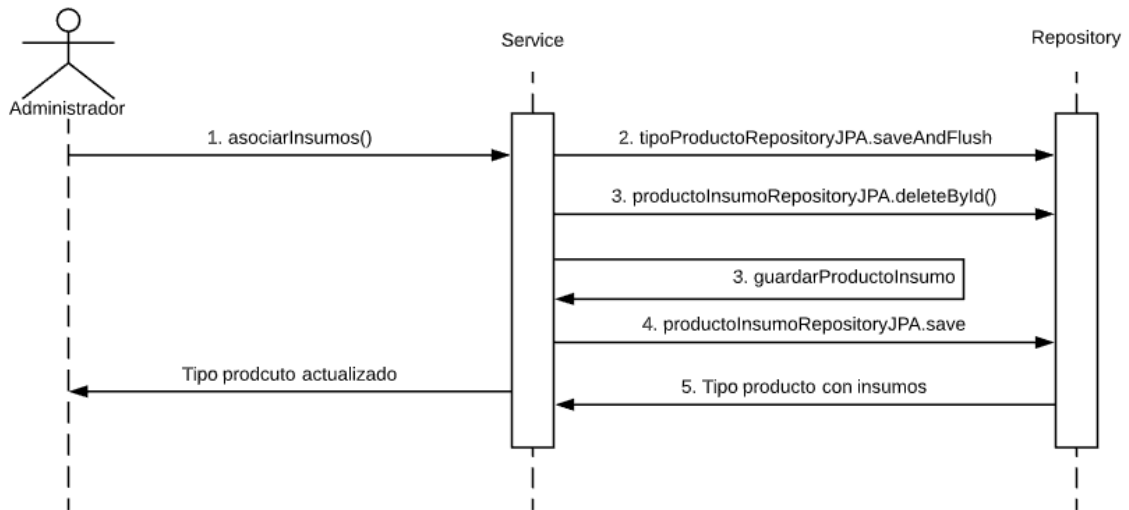 Service
Repository
Administrador
1. asociarInsumos()
2. tipoProductoRepositoryJPA.saveAndFlush
3. productoInsumoRepositoryJPA.deleteById()
3. guardarProductoInsumo
4. productoInsumoRepositoryJPA.save
Tipo prodcuto actualizado
5. Tipo producto con insumos